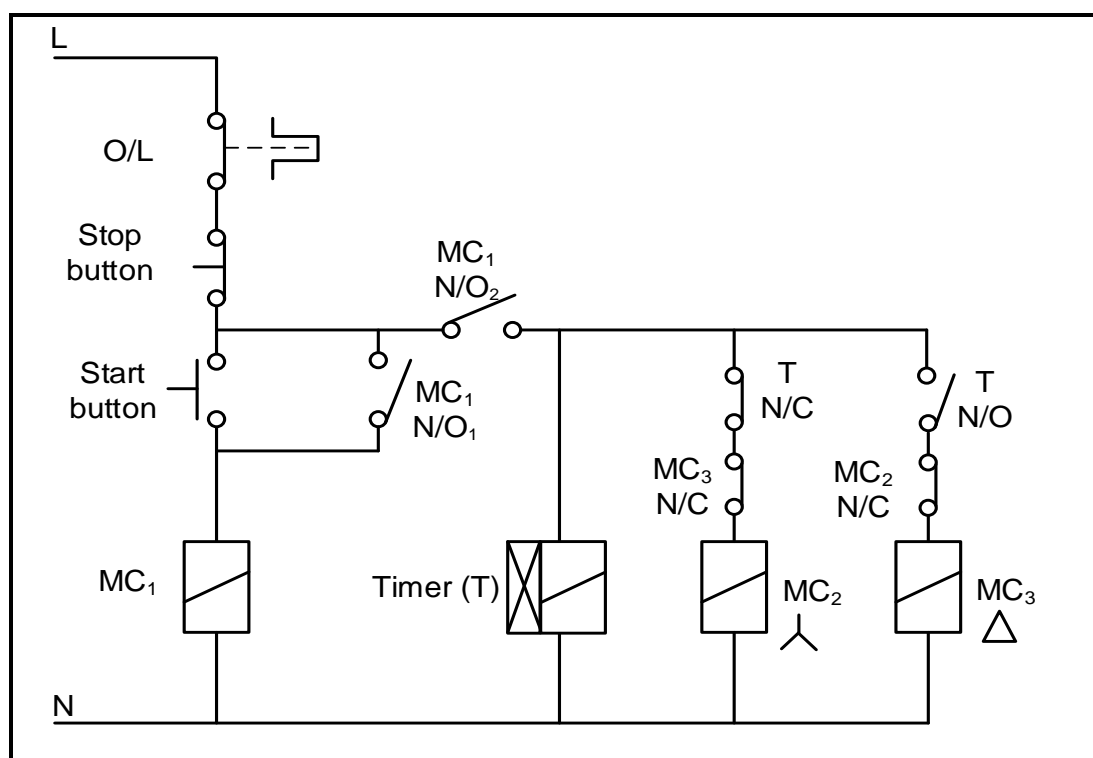 L
O/L
Stop
button
MC₁
N/O₂
Start
button
MC₁
N/O₁
T
N/C
T
N/O
MC₃
N/C
MC₂
N/C
MC₁
Timer (T)
MC₂
MC₃
N